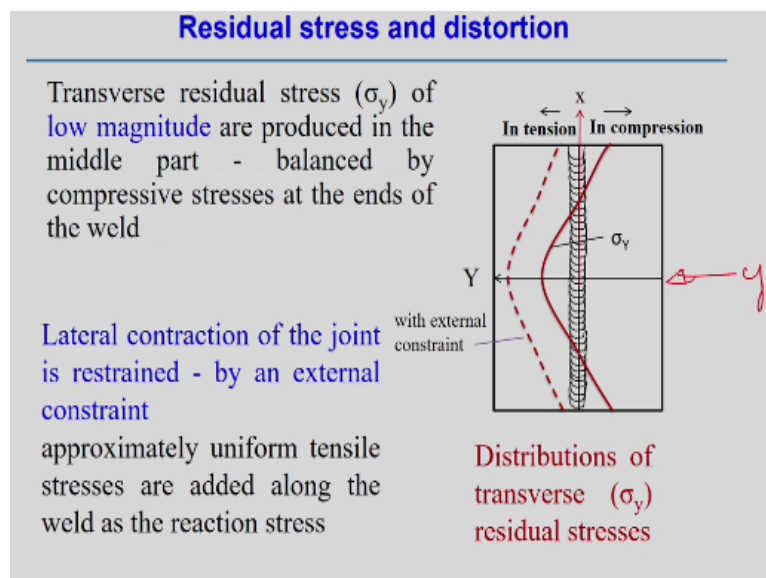 Residual stress and distortion
Transverse residual stress (σy) of
low magnitude are produced in the
middle part - balanced by
compressive stresses at the ends of
the weld
Lateral contraction of the joint
is restrained - by an external
constraint
approximately uniform tensile
stresses are added along the
weld as the reaction stress
x
In tension In compression
σY
Y
y
with external
constraint
Distributions of
transverse (σy)
residual stresses